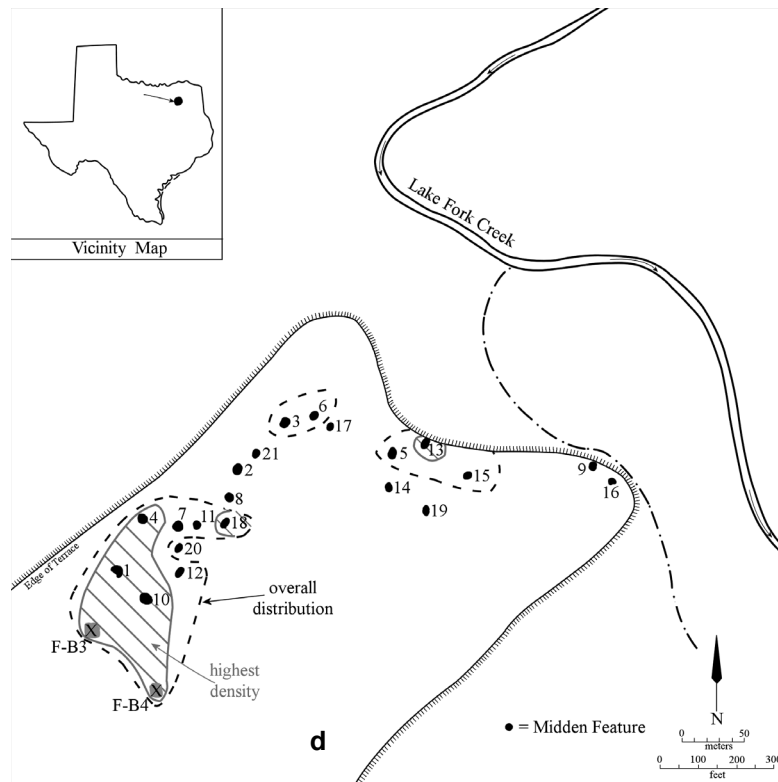 Vicinity Map
Lake Fork Creek
6
3
17
13
21
5
2
9
15
16
8
14
4
7
11
18
19
20
Edge of Terrace
1
12
overall
distribution
10
F-B3
X
highest
density
F-B4
X
N
d
● = Midden Feature
0 50
meters
0 100 200 300
feet